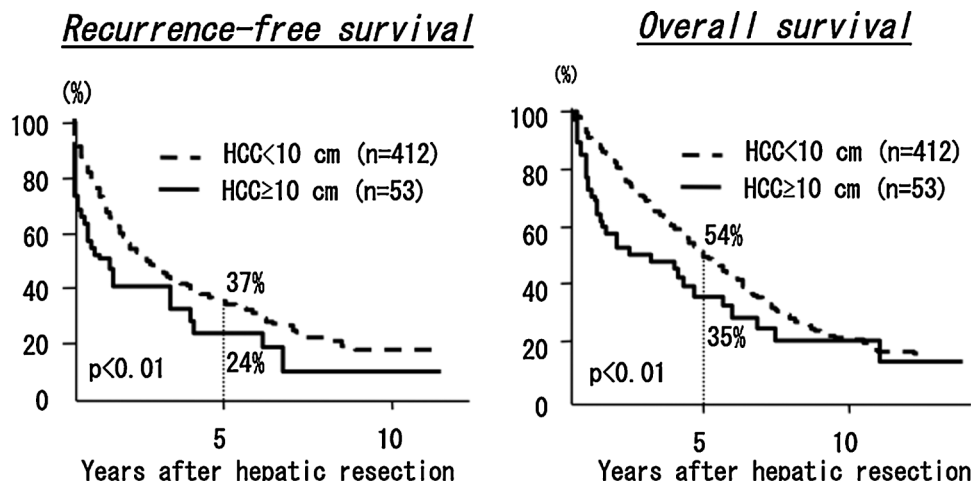 Recurrence-free survival
(%)
100
80
60
40
20
0
HCC<10 cm (n=412)
HCC≥10 cm (n=53)
37%
24%
p<0.01
5
10
Years after hepatic resection
Overall survival
(%)
100
80
60
40
20
0
HCC<10 cm (n=412)
HCC≥10 cm (n=53)
54%
35%
p<0.01
5
10
Years after hepatic resection